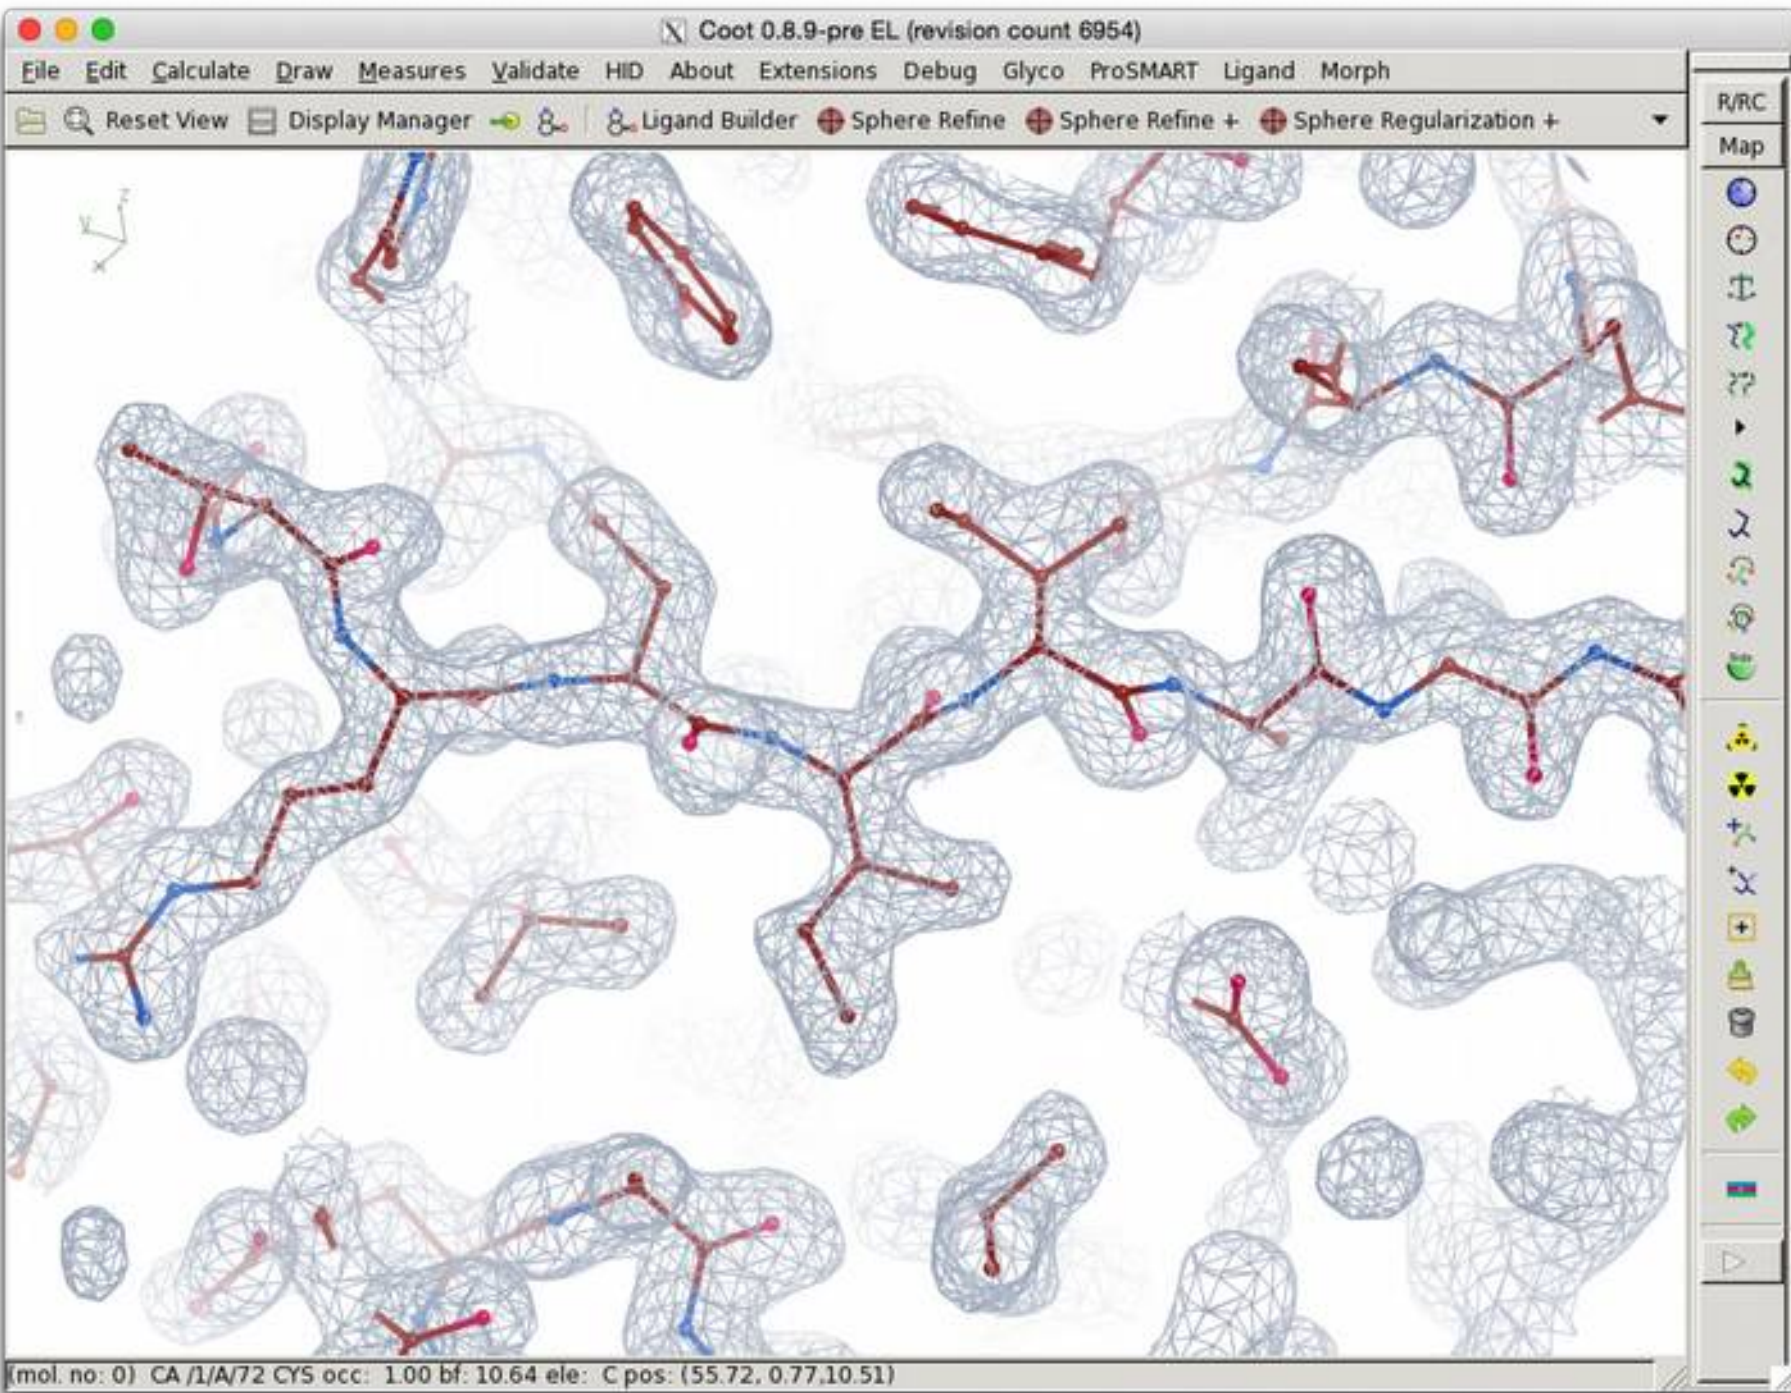 Coot 0.8.9-pre EL (revision count 6954)
File Edit Calculate Draw Measures Validate HID About Extensions Debug Glyco ProSMART Ligand Morph
Reset View Display Manager Ligand Builder Sphere Refine Sphere Refine + Sphere Regularization +
R/RC
Map
z
y
x
(mol. no: 0) CA /1/A/72 CYS occ: 1.00 bf: 10.64 ele: C pos: (55.72, 0.77,10.51)